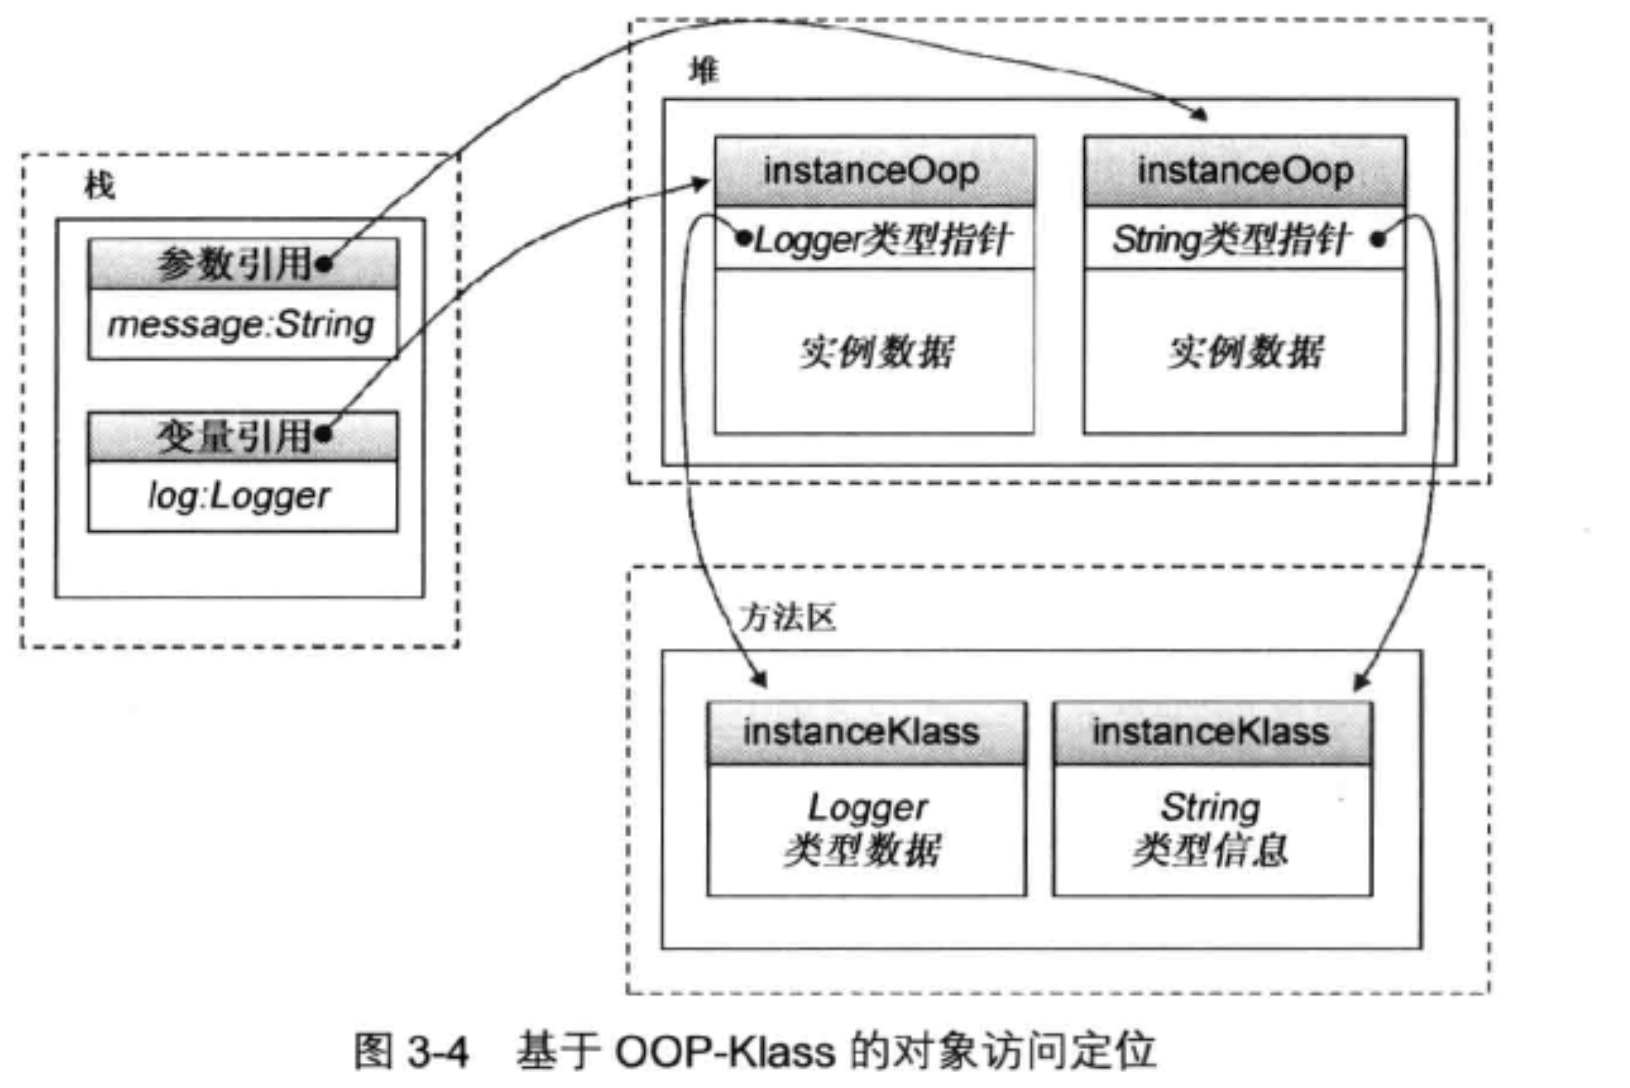 栈
参数引用
message:String
变量引用
log:Logger
堆
instanceOop
Logger类型指针
实例数据
instanceOop
String类型指针
实例数据
方法区
instanceKlass
Logger
类型数据
instanceKlass
String
类型信息
图 3-4 基于 OOP-Klass 的对象访问定位